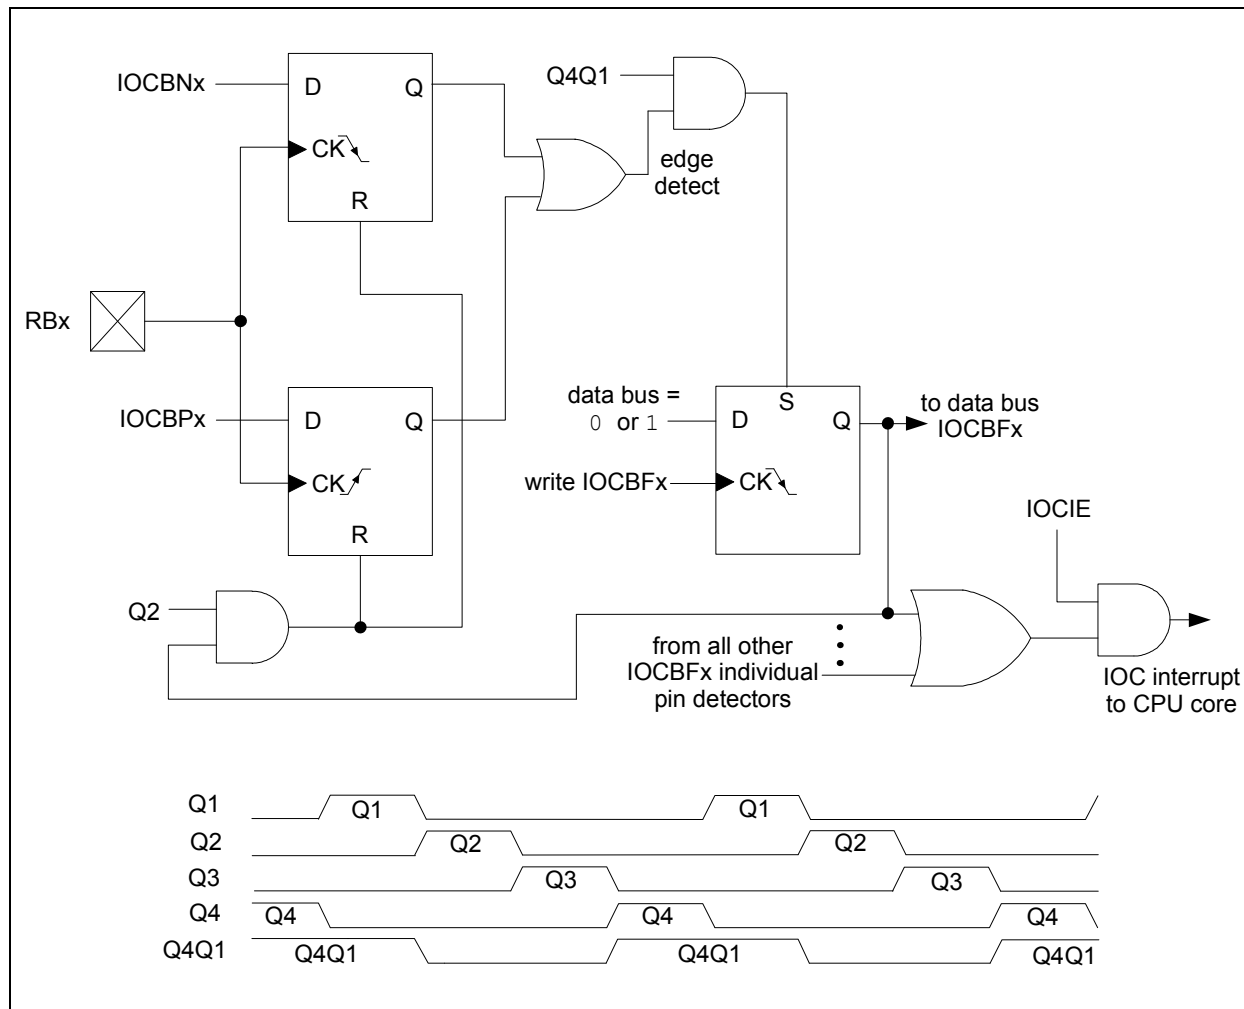 IOCBNx
D
Q
CK
R
Q4Q1
edge
detect
RBx
IOCBPx
D
Q
CK
R
Q2
data bus =
0 or 1
D
S
Q
write IOCBFx
CK
to data bus
IOCBFx
IOCIE
from all other
IOCBFx individual
pin detectors
IOC interrupt
to CPU core
Q1
Q1
Q1
Q2
Q2
Q2
Q3
Q3
Q3
Q4
Q4
Q4
Q4
Q4Q1
Q4Q1
Q4Q1
Q4Q1